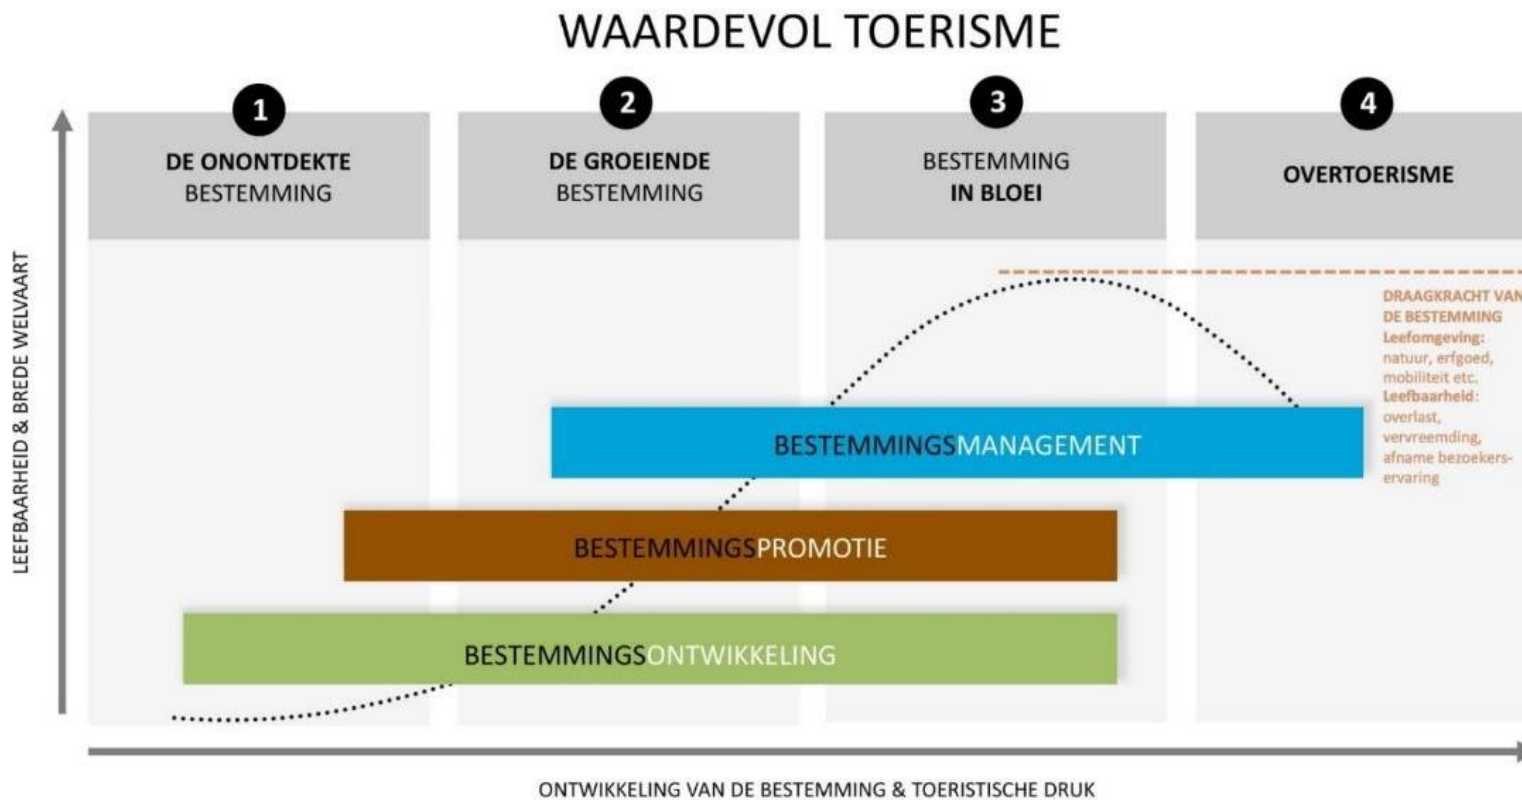 WAARDEVOL TOERISME
1
DE ONONTDEKTE
BESTEMMING
2
DE GROEIENDE
BESTEMMING
3
BESTEMMING
IN BLOEI
4
OVERTOERISME
LEEFBAARHEID & BREDE WELVAART
DRAAGKRACHT VAN
DE BESTEMMING
Leefomgeving:
natuur, erfgoed,
mobiliteit etc.
Leefbaarheid:
overlast,
vervreemding,
afname bezoekers-
ervaring
BESTEMMINGSMANAGEMENT
BESTEMMINGSPROMOTIE
BESTEMMINGSONTWIKKELING
ONTWIKKELING VAN DE BESTEMMING & TOERISTISCHE DRUK